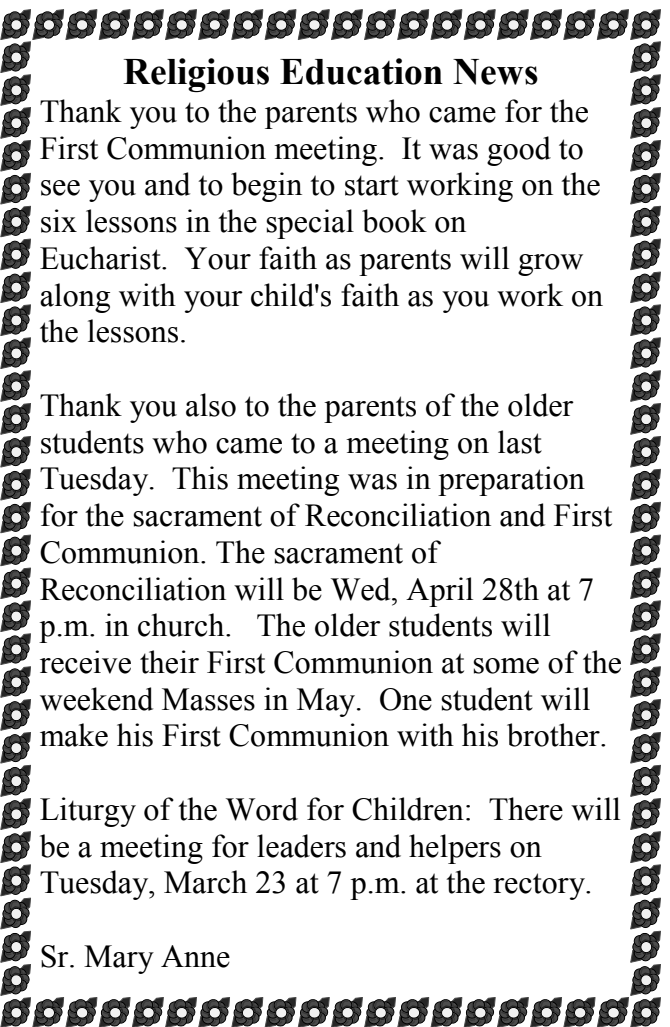 Religious Education News
Thank you to the parents who came for the
First Communion meeting.  It was good to
see you and to begin to start working on the
six lessons in the special book on
Eucharist.  Your faith as parents will grow
along with your child's faith as you work on
the lessons.

Thank you also to the parents of the older
students who came to a meeting on last
Tuesday.  This meeting was in preparation
for the sacrament of Reconciliation and First
Communion. The sacrament of
Reconciliation will be Wed, April 28th at 7
p.m. in church.   The older students will
receive their First Communion at some of the
weekend Masses in May.  One student will
make his First Communion with his brother.

Liturgy of the Word for Children:  There will
be a meeting for leaders and helpers on
Tuesday, March 23 at 7 p.m. at the rectory.

Sr. Mary Anne